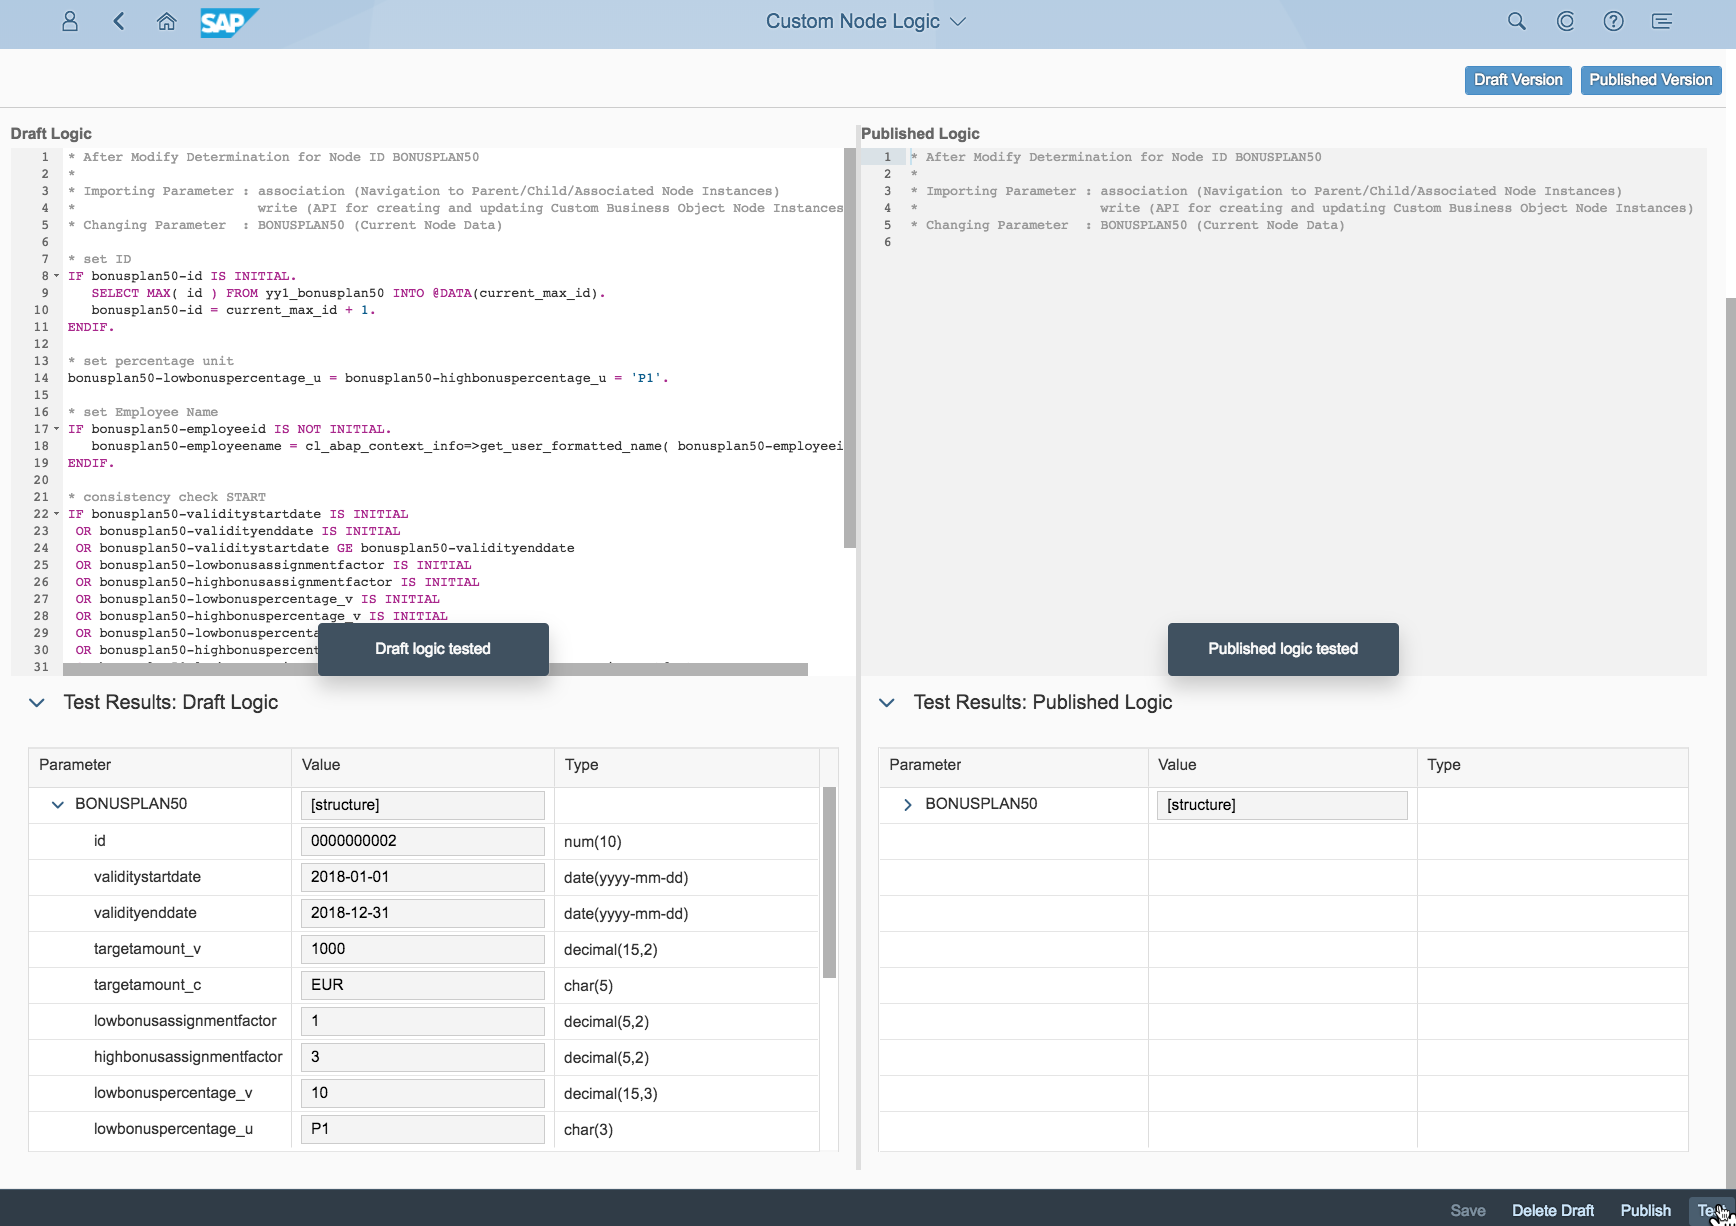 SAP
Custom Node Logic
Draft Version
Published Version
Draft Logic
1 * After Modify Determination for Node ID BONUSPLAN50
2 *
3 * Importing Parameter : association (Navigation to Parent/Child/Associated Node Instances)
4 * write (API for creating and updating Custom Business Object Node Instances
5 * Changing Parameter : BONUSPLAN50 (Current Node Data)
6
7 * set ID
8 IF bonusplan50-id IS INITIAL.
9 SELECT MAX( id ) FROM yy1_bonusplan50 INTO @DATA(current_max_id).
10 bonusplan50-id = current_max_id + 1.
11 ENDIF.
12
13 * set percentage unit
14 bonusplan50-lowbonuspercentage_u = bonusplan50-highbonuspercentage_u = 'P1'.
15
16 * set Employee Name
17 IF bonusplan50-employeeid IS NOT INITIAL.
18 bonusplan50-employeename = cl_abap_context_info=>get_user_formatted_name( bonusplan50-employeei
19 ENDIF.
20
21 * consistency check START
22 IF bonusplan50-validitystartdate IS INITIAL
23 OR bonusplan50-validityenddate IS INITIAL
24 OR bonusplan50-validitystartdate GE bonusplan50-validityenddate
25 OR bonusplan50-lowbonusassignmentfactor IS INITIAL
26 OR bonusplan50-highbonusassignmentfactor IS INITIAL
27 OR bonusplan50-lowbonuspercentage_v IS INITIAL
28 OR bonusplan50-highbonuspercentage_v IS INITIAL
29 OR bonusplan50-lowbonuspercenta
30 OR bonusplan50-highbonuspercent
31
Draft logic tested
Published Logic
1 * After Modify Determination for Node ID BONUSPLAN50
2 *
3 * Importing Parameter : association (Navigation to Parent/Child/Associated Node Instances)
4 * write (API for creating and updating Custom Business Object Node Instances)
5 * Changing Parameter : BONUSPLAN50 (Current Node Data)
6
Published logic tested
Test Results: Draft Logic
Parameter Value Type
BONUSPLAN50 [structure]
id 0000000002 num(10)
validitystartdate 2018-01-01 date(yyyy-mm-dd)
validityenddate 2018-12-31 date(yyyy-mm-dd)
targetamount_v 1000 decimal(15,2)
targetamount_c EUR char(5)
lowbonusassignmentfactor 1 decimal(5,2)
highbonusassignmentfactor 3 decimal(5,2)
lowbonuspercentage_v 10 decimal(15,3)
lowbonuspercentage_u P1 char(3)
Test Results: Published Logic
Parameter Value Type
BONUSPLAN50 [structure]
Save Delete Draft Publish